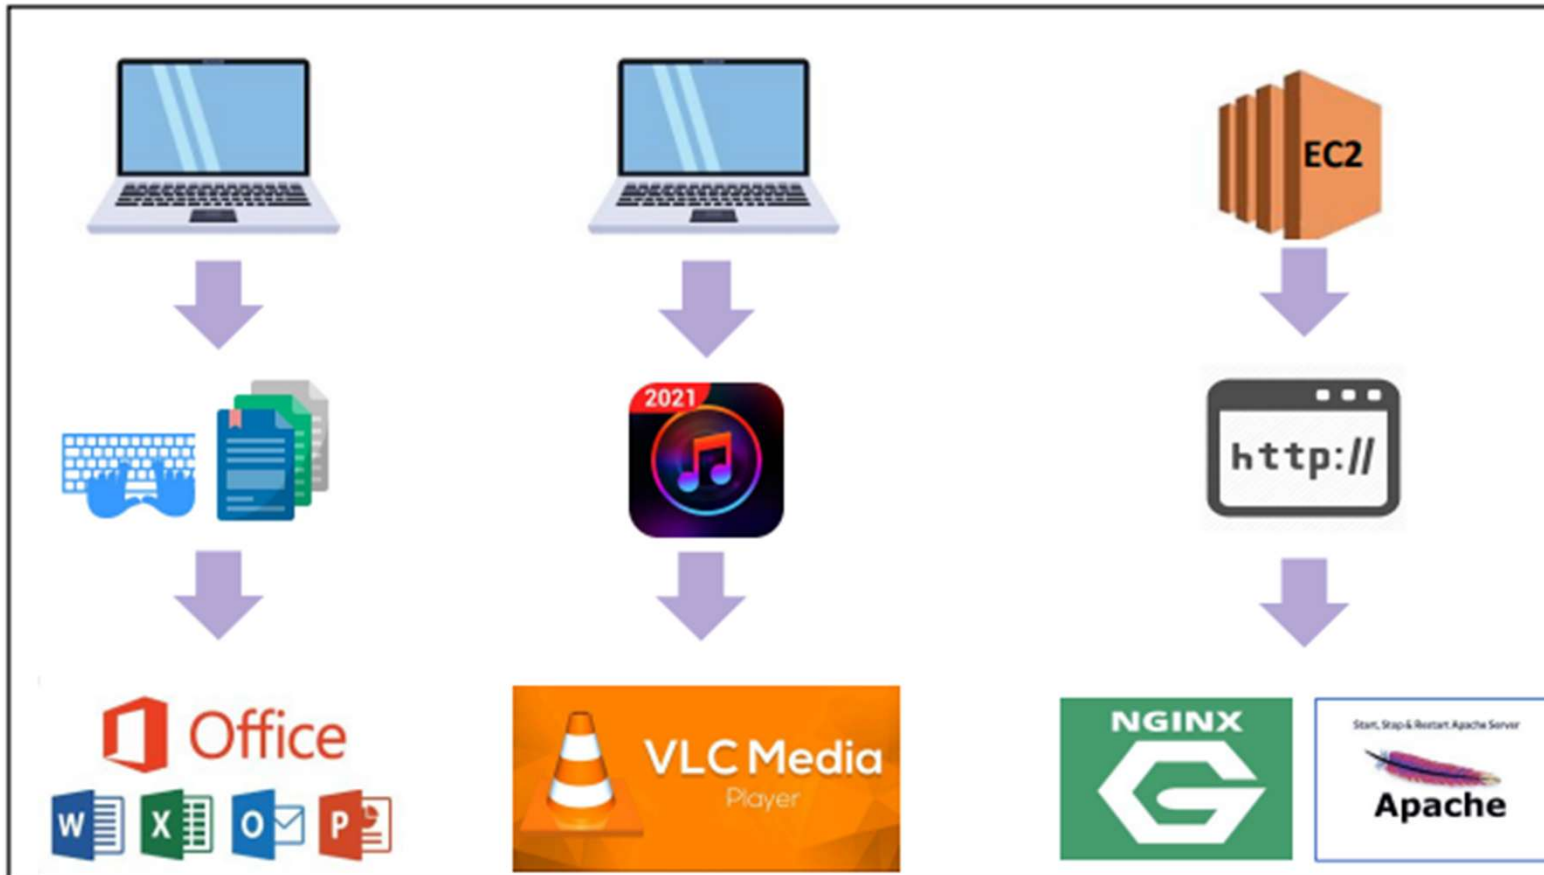 EC2
2021
http://
Office
W X O P
VLC Media
Player
NGINX
G
Start, Stop & Restart Apache Server
Apache